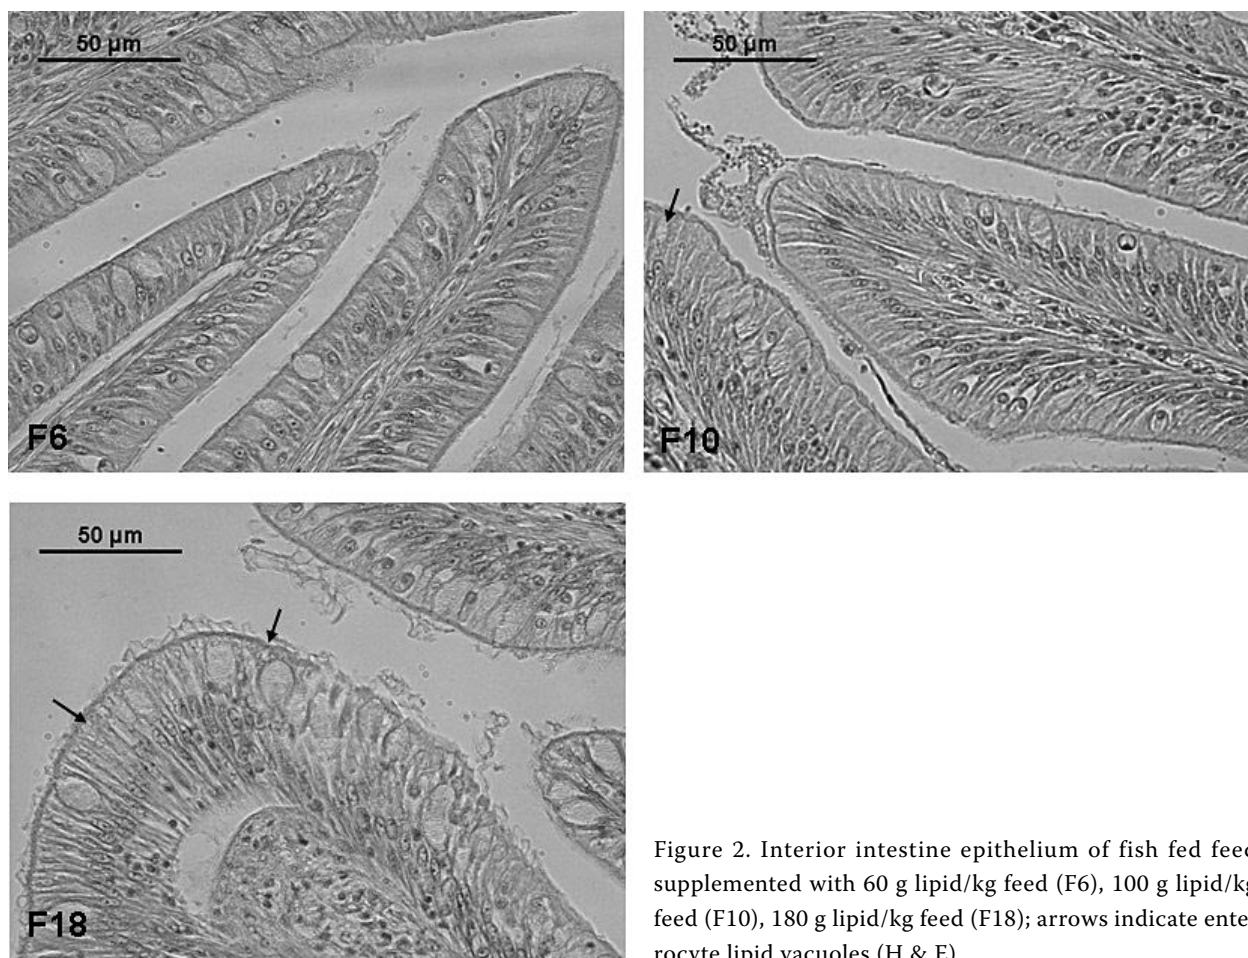 50 µm
50 µm
F6
F10
50 µm
F18
Figure 2. Interior intestine epithelium of fish fed feed
supplemented with 60 g lipid/kg feed (F6), 100 g lipid/kg
feed (F10), 180 g lipid/kg feed (F18); arrows indicate ente-
rocyte lipid vacuoles (H & E)